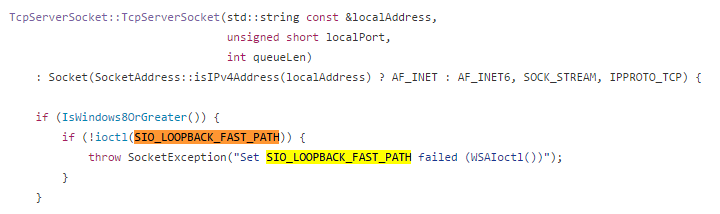 TcpServerSocket::TcpServerSocket(std::string const &localAddress,
unsigned short localPort,
int queueLen)
: Socket(SocketAddress::isIPv4Address(localAddress) ? AF_INET : AF_INET6, SOCK_STREAM, IPPROTO_TCP) {
if (IsWindows8OrGreater()) {
if (!ioctl(SIO_LOOPBACK_FAST_PATH)) {
throw SocketException("Set SIO_LOOPBACK_FAST_PATH failed (WSAIoctl())");
}
}